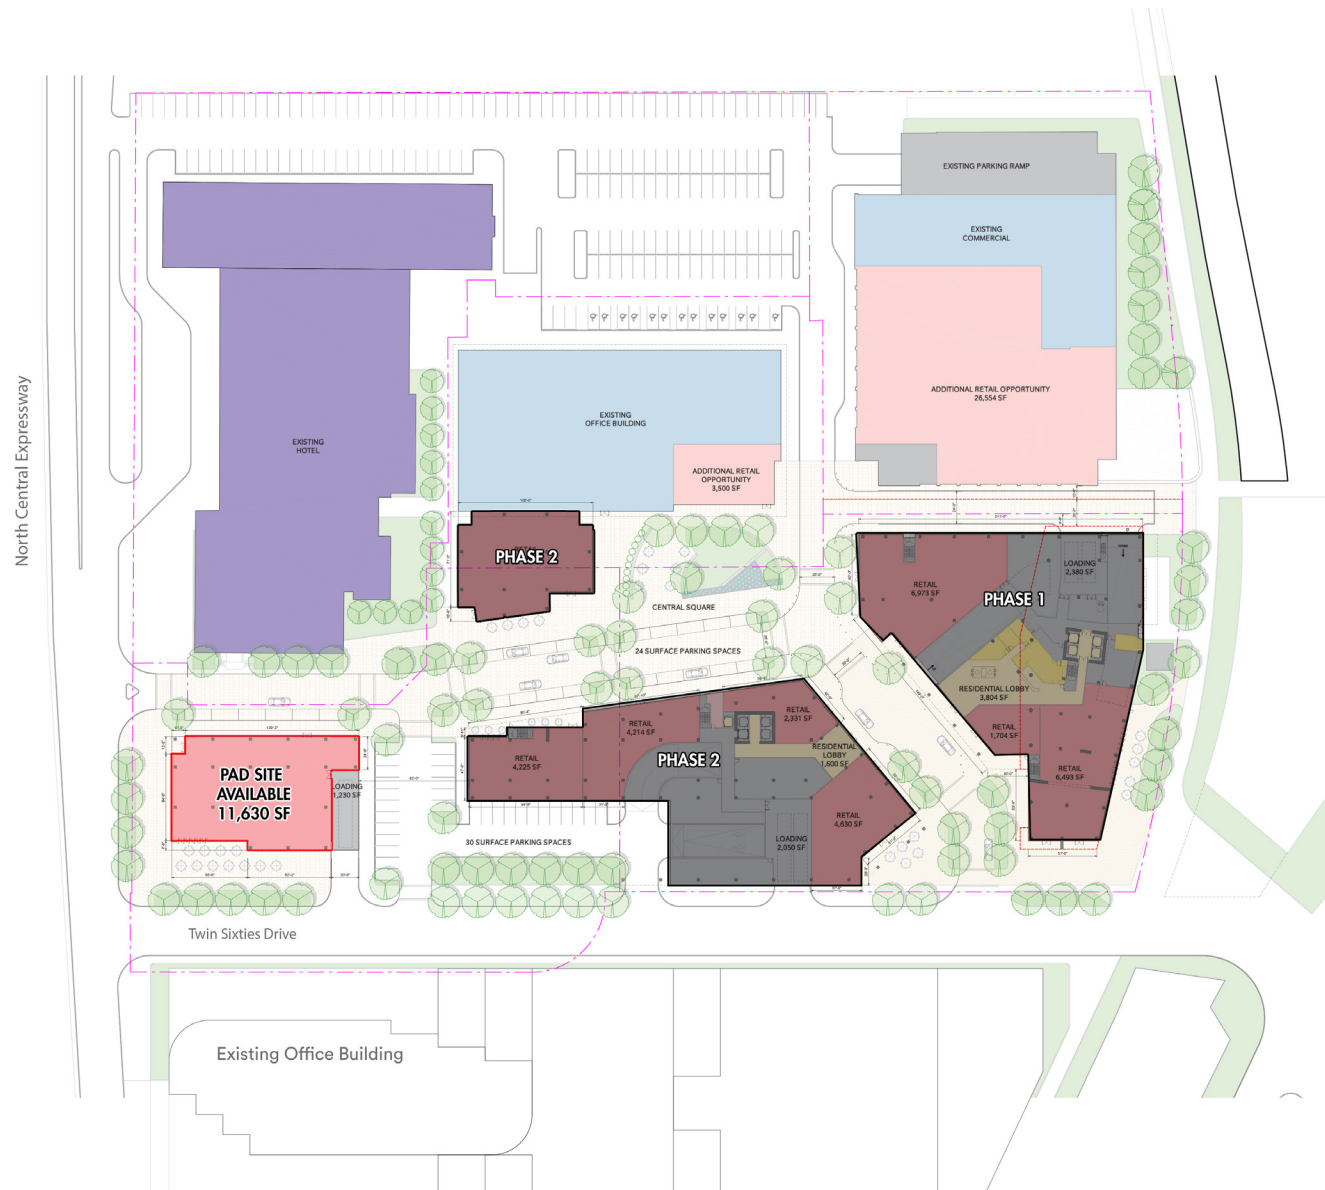 EXISTING PARKING RAMP
EXISTING
COMMERCIAL
ADDITIONAL RETAIL OPPORTUNITY
26,554 SF
North Central Expressway
EXISTING
HOTEL
EXISTING
OFFICE BUILDING
ADDITIONAL RETAIL
OPPORTUNITY
3,500 SF
PHASE 2
CENTRAL SQUARE
24 SURFACE PARKING SPACES
RETAIL
6,973 SF
LOADING
2,380 SF
PHASE 1
RESIDENTIAL LOBBY
3,804 SF
RETAIL
1,704 SF
RETAIL
6,493 SF
RETAIL
4,214 SF
RETAIL
2,331 SF
RETAIL
4,225 SF
PHASE 2
RESIDENTIAL
LOBBY
1,600 SF
RETAIL
4,630 SF
LOADING
2,050 SF
PAD SITE
AVAILABLE
11,630 SF
LOADING
1,230 SF
30 SURFACE PARKING SPACES
Twin Sixties Drive
Existing Office Building